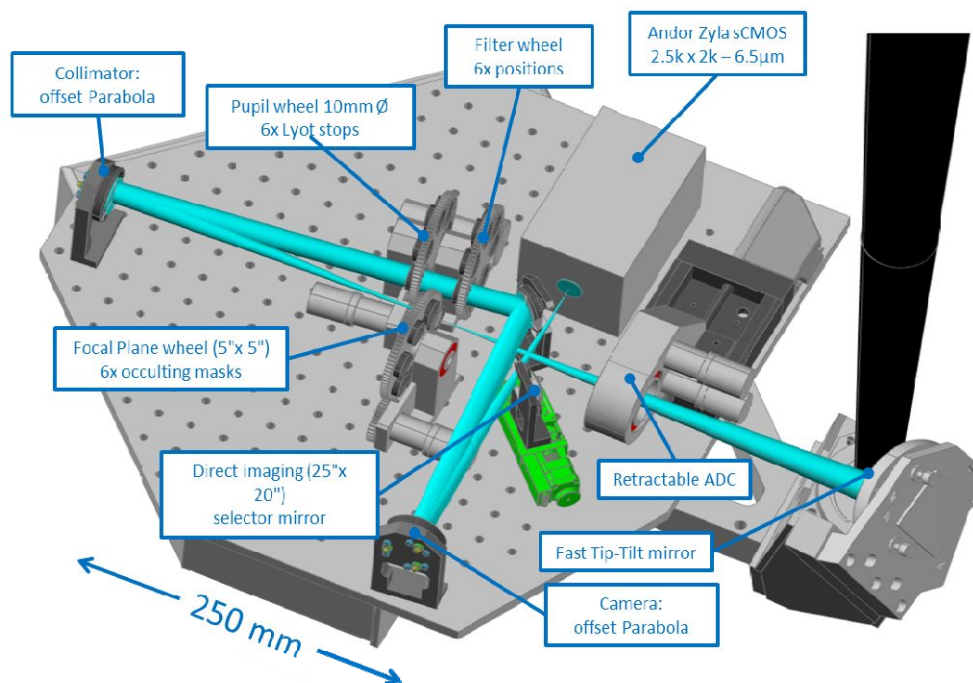 Collimator:
offset Parabola
Pupil wheel 10mm Ø
6x Lyot stops
Filter wheel
6x positions
Andor Zyla sCMOS
2.5k x 2k – 6.5µm
Focal Plane wheel (5"x 5")
6x occulting masks
Direct imaging (25"x
20")
selector mirror
Retractable ADC
Fast Tip-Tilt mirror
Camera:
offset Parabola
250 mm